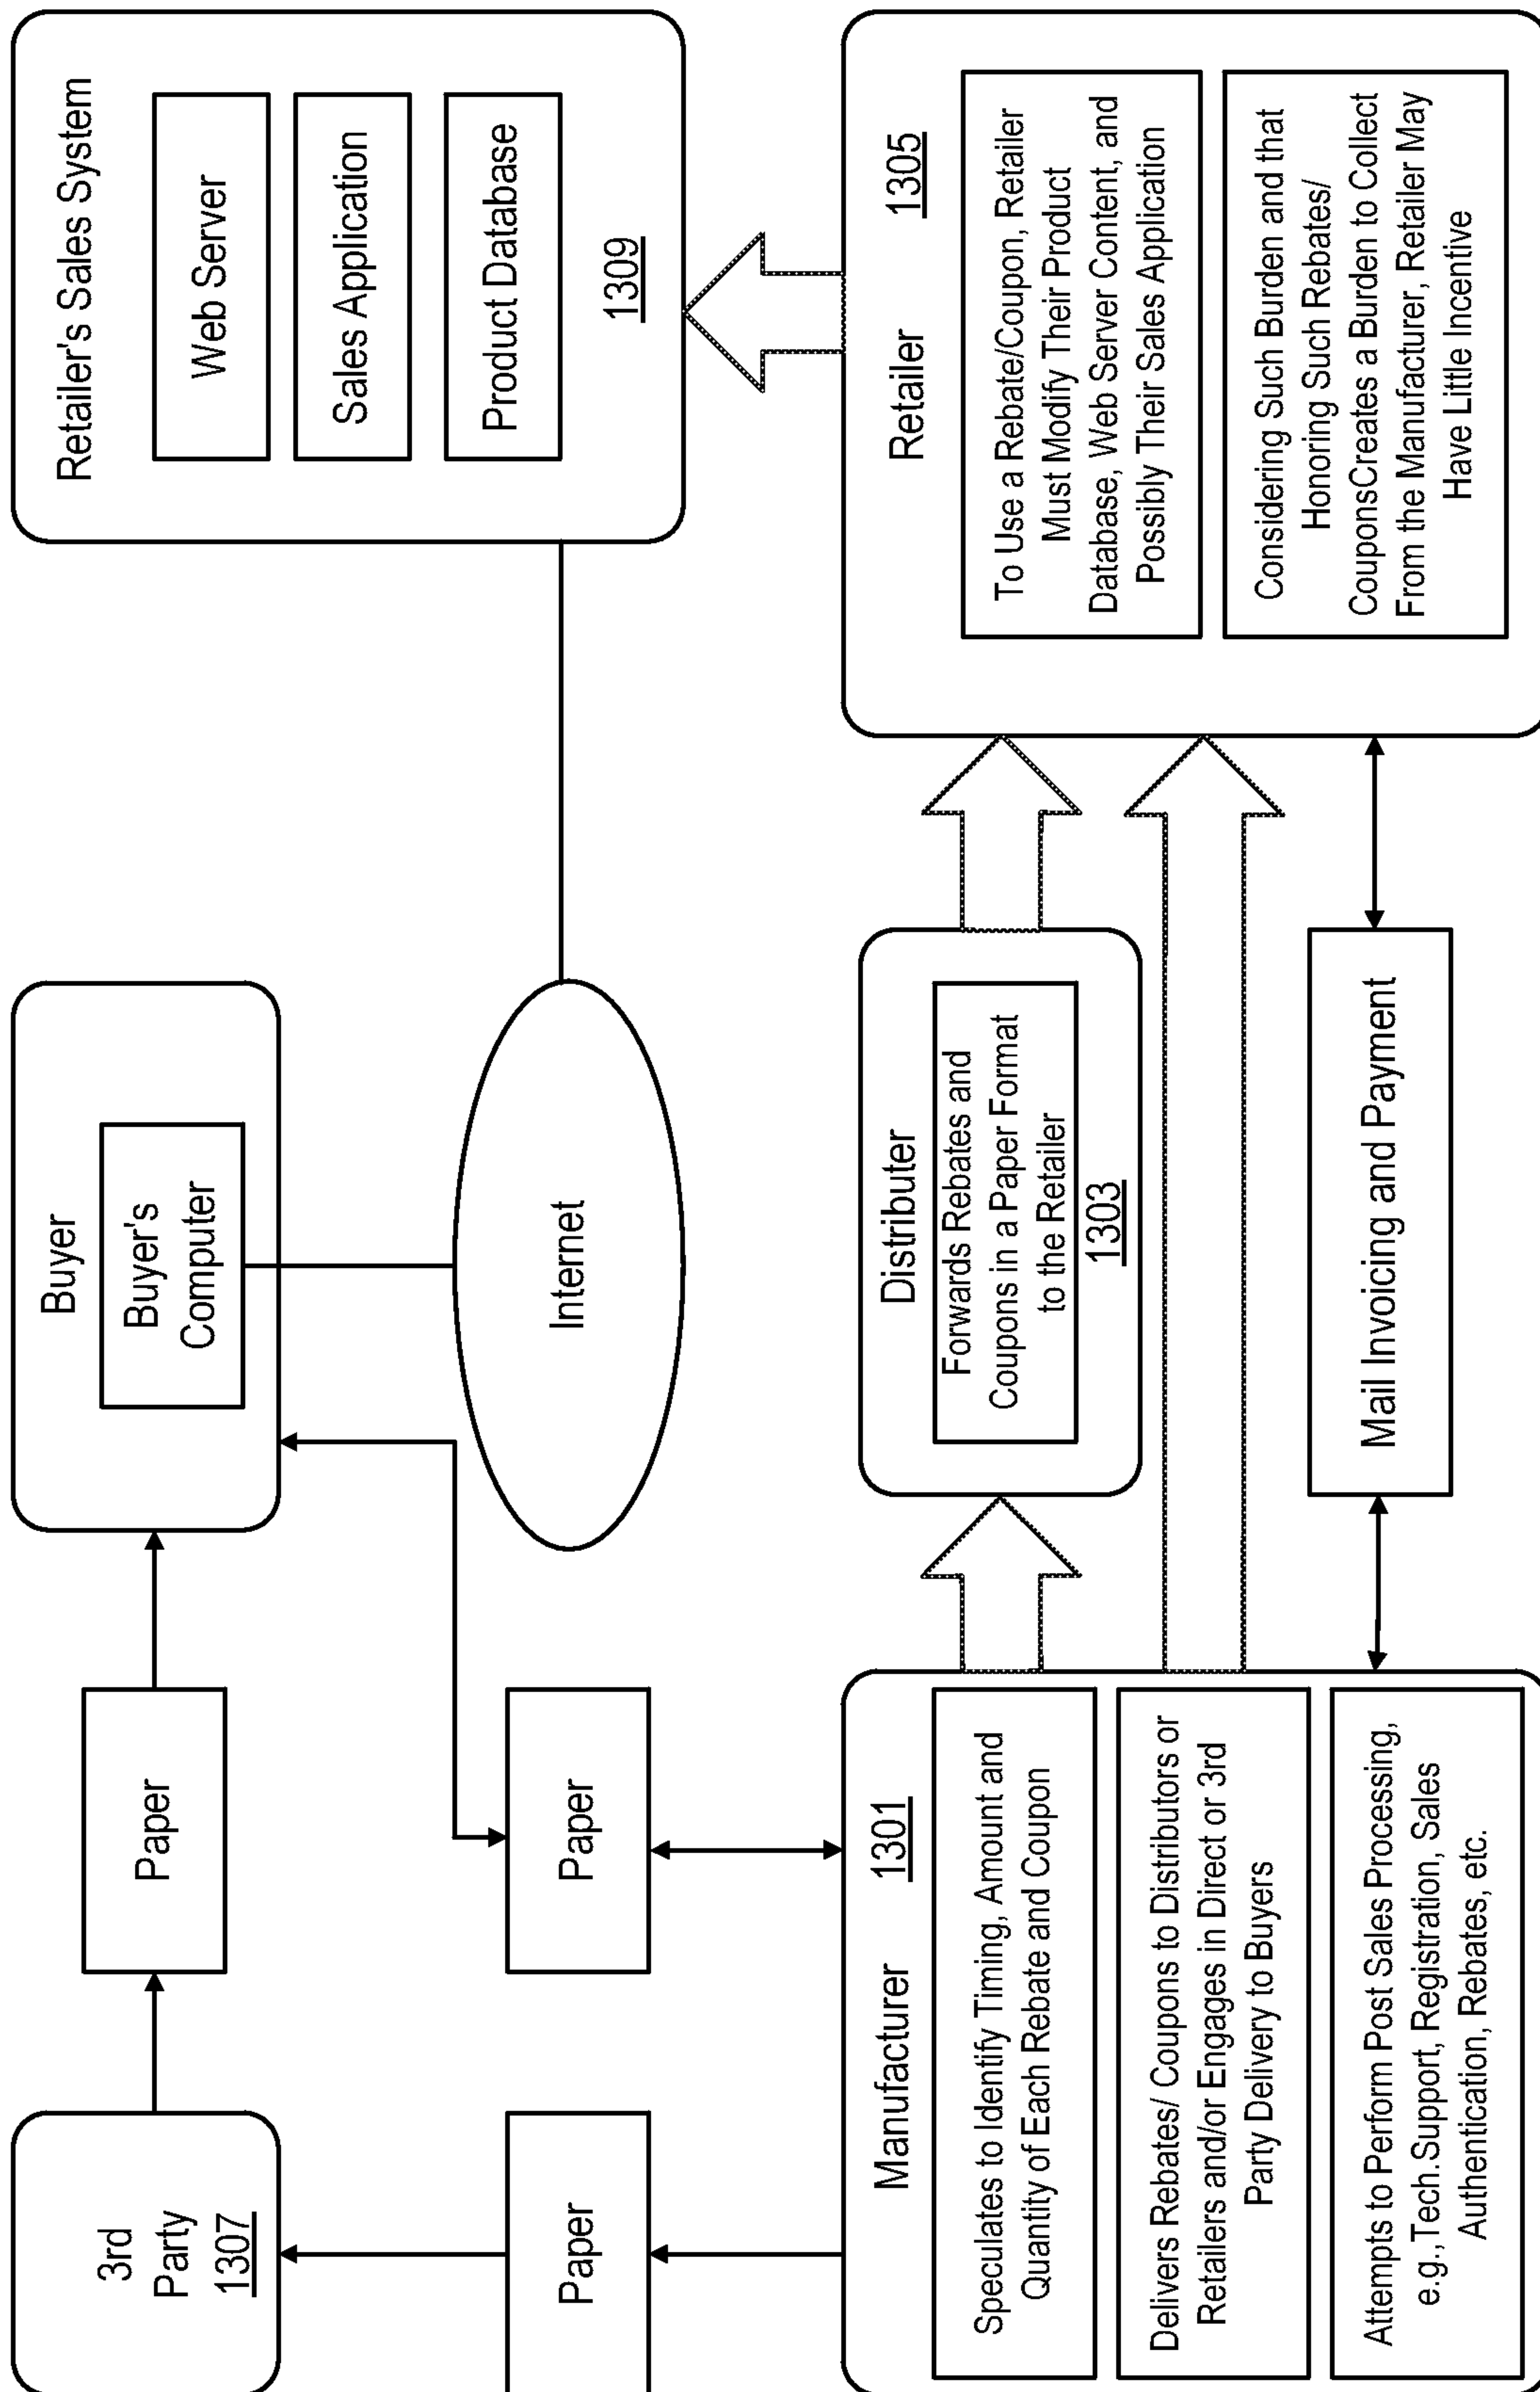 3rd
Party
1307
Paper
Buyer
Buyer's
Computer
Retailer's Sales System
Web Server
Sales Application
Product Database
1309
Paper
Paper
Internet
Manufacturer
1301
Speculates to Identify Timing, Amount and
Quantity of Each Rebate and Coupon
Delivers Rebates/ Coupons to Distributors or
Retailers and/or Engages in Direct or 3rd
Party Delivery to Buyers
Attempts to Perform Post Sales Processing,
e.g.,Tech.Support, Registration, Sales
Authentication, Rebates, etc.
Distributer
Forwards Rebates and
Coupons in a Paper Format
to the Retailer
1303
Mail Invoicing and Payment
Retailer
1305
To Use a Rebate/Coupon, Retailer
Must Modify Their Product
Database, Web Server Content, and
Possibly Their Sales Application
Considering Such Burden and that
Honoring Such Rebates/
CouponsCreates a Burden to Collect
From the Manufacturer, Retailer May
Have Little Incentive